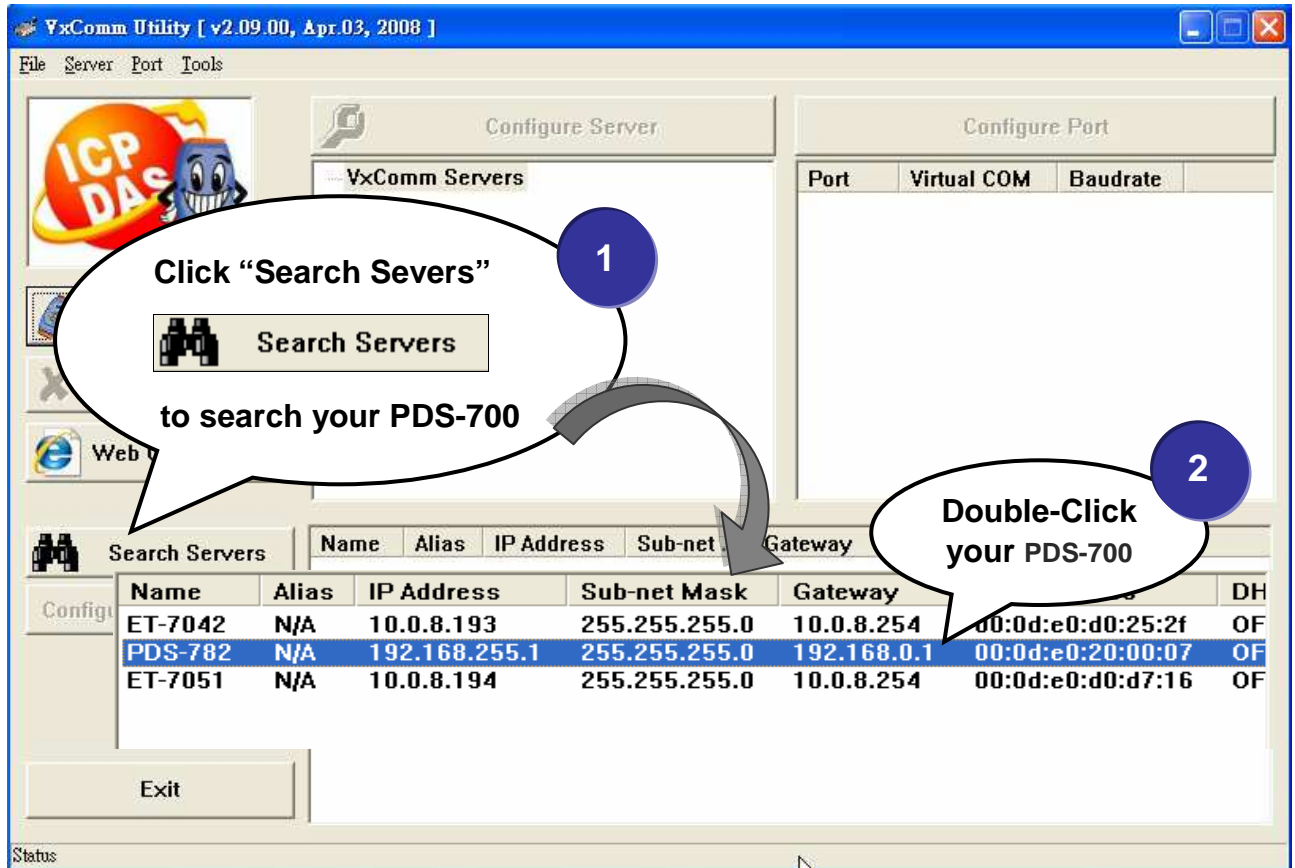 VxComm Utility [ v2.09.00, Apr.03, 2008 ]
File Server Port Tools
ICP DAS
Configure Server
Configure Port
VxComm Servers
Port Virtual COM Baudrate
1
Click “Search Severs”
Search Servers
to search your PDS-700
Web
2
Double-Click
your PDS-700
Search Servers
Name Alias IP Address Sub-net Gateway
Name Alias IP Address Sub-net Mask Gateway DH
ET-7042 N/A 10.0.8.193 255.255.255.0 10.0.8.254 00:0d:e0:d0:25:2f OF
PDS-782 N/A 192.168.255.1 255.255.255.0 192.168.0.1 00:0d:e0:20:00:07 OF
ET-7051 N/A 10.0.8.194 255.255.255.0 10.0.8.254 00:0d:e0:d0:d7:16 OF
Configu
Exit
Status